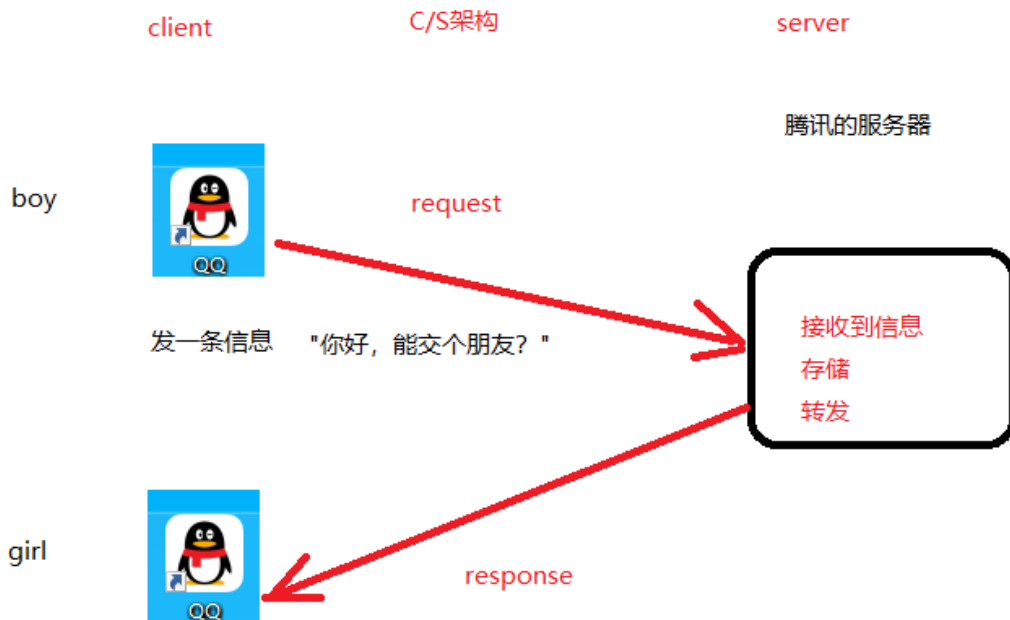 client
C/S架构
server
腾讯的服务器
boy
QQ
request
发一条信息
"你好，能交个朋友？"
接收到信息
存储
转发
girl
QQ
response